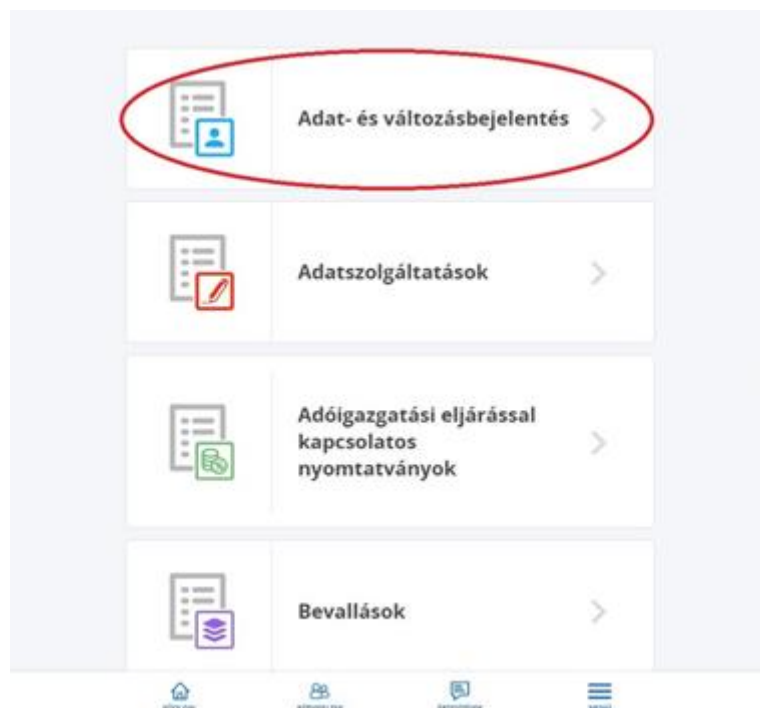 Adat- és változásbejelentés
Adatszolgáltatások
Adóigazgatási eljárással
kapcsolatos
nyomtatványok
Bevallások